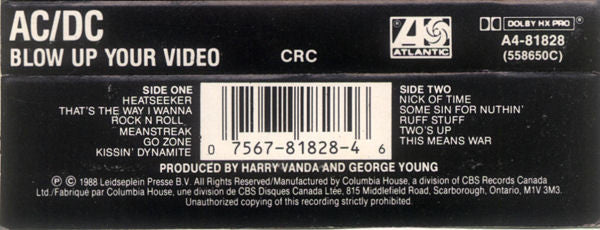 AC/DC
BLOW UP YOUR VIDEO
CRC
ATLANTIC
DOLBY HX PRO
A4-81828
(558650C)
SIDE ONE
HEATSEEKER
THAT'S THE WAY I WANNA
ROCK N ROLL
MEANSTREAK
GO ZONE
KISSIN' DYNAMITE
0 7567-81828-4 6
SIDE TWO
NICK OF TIME
SOME SIN FOR NUTHIN'
RUFF STUFF
TWO'S UP
THIS MEANS WAR
PRODUCED BY HARRY VANDA AND GEORGE YOUNG
Ⓟ © 1988 Leidseplein Presse B.V. All Rights Reserved/Manufactured by Columbia House, a division of CBS Records Canada
Ltd./Fabriqué par Columbia House, une division de CBS Disques Canada Ltée, 815 Middlefield Road, Scarborough, Ontario, M1V 3M3.
Unauthorized copying of this recording strictly prohibited.